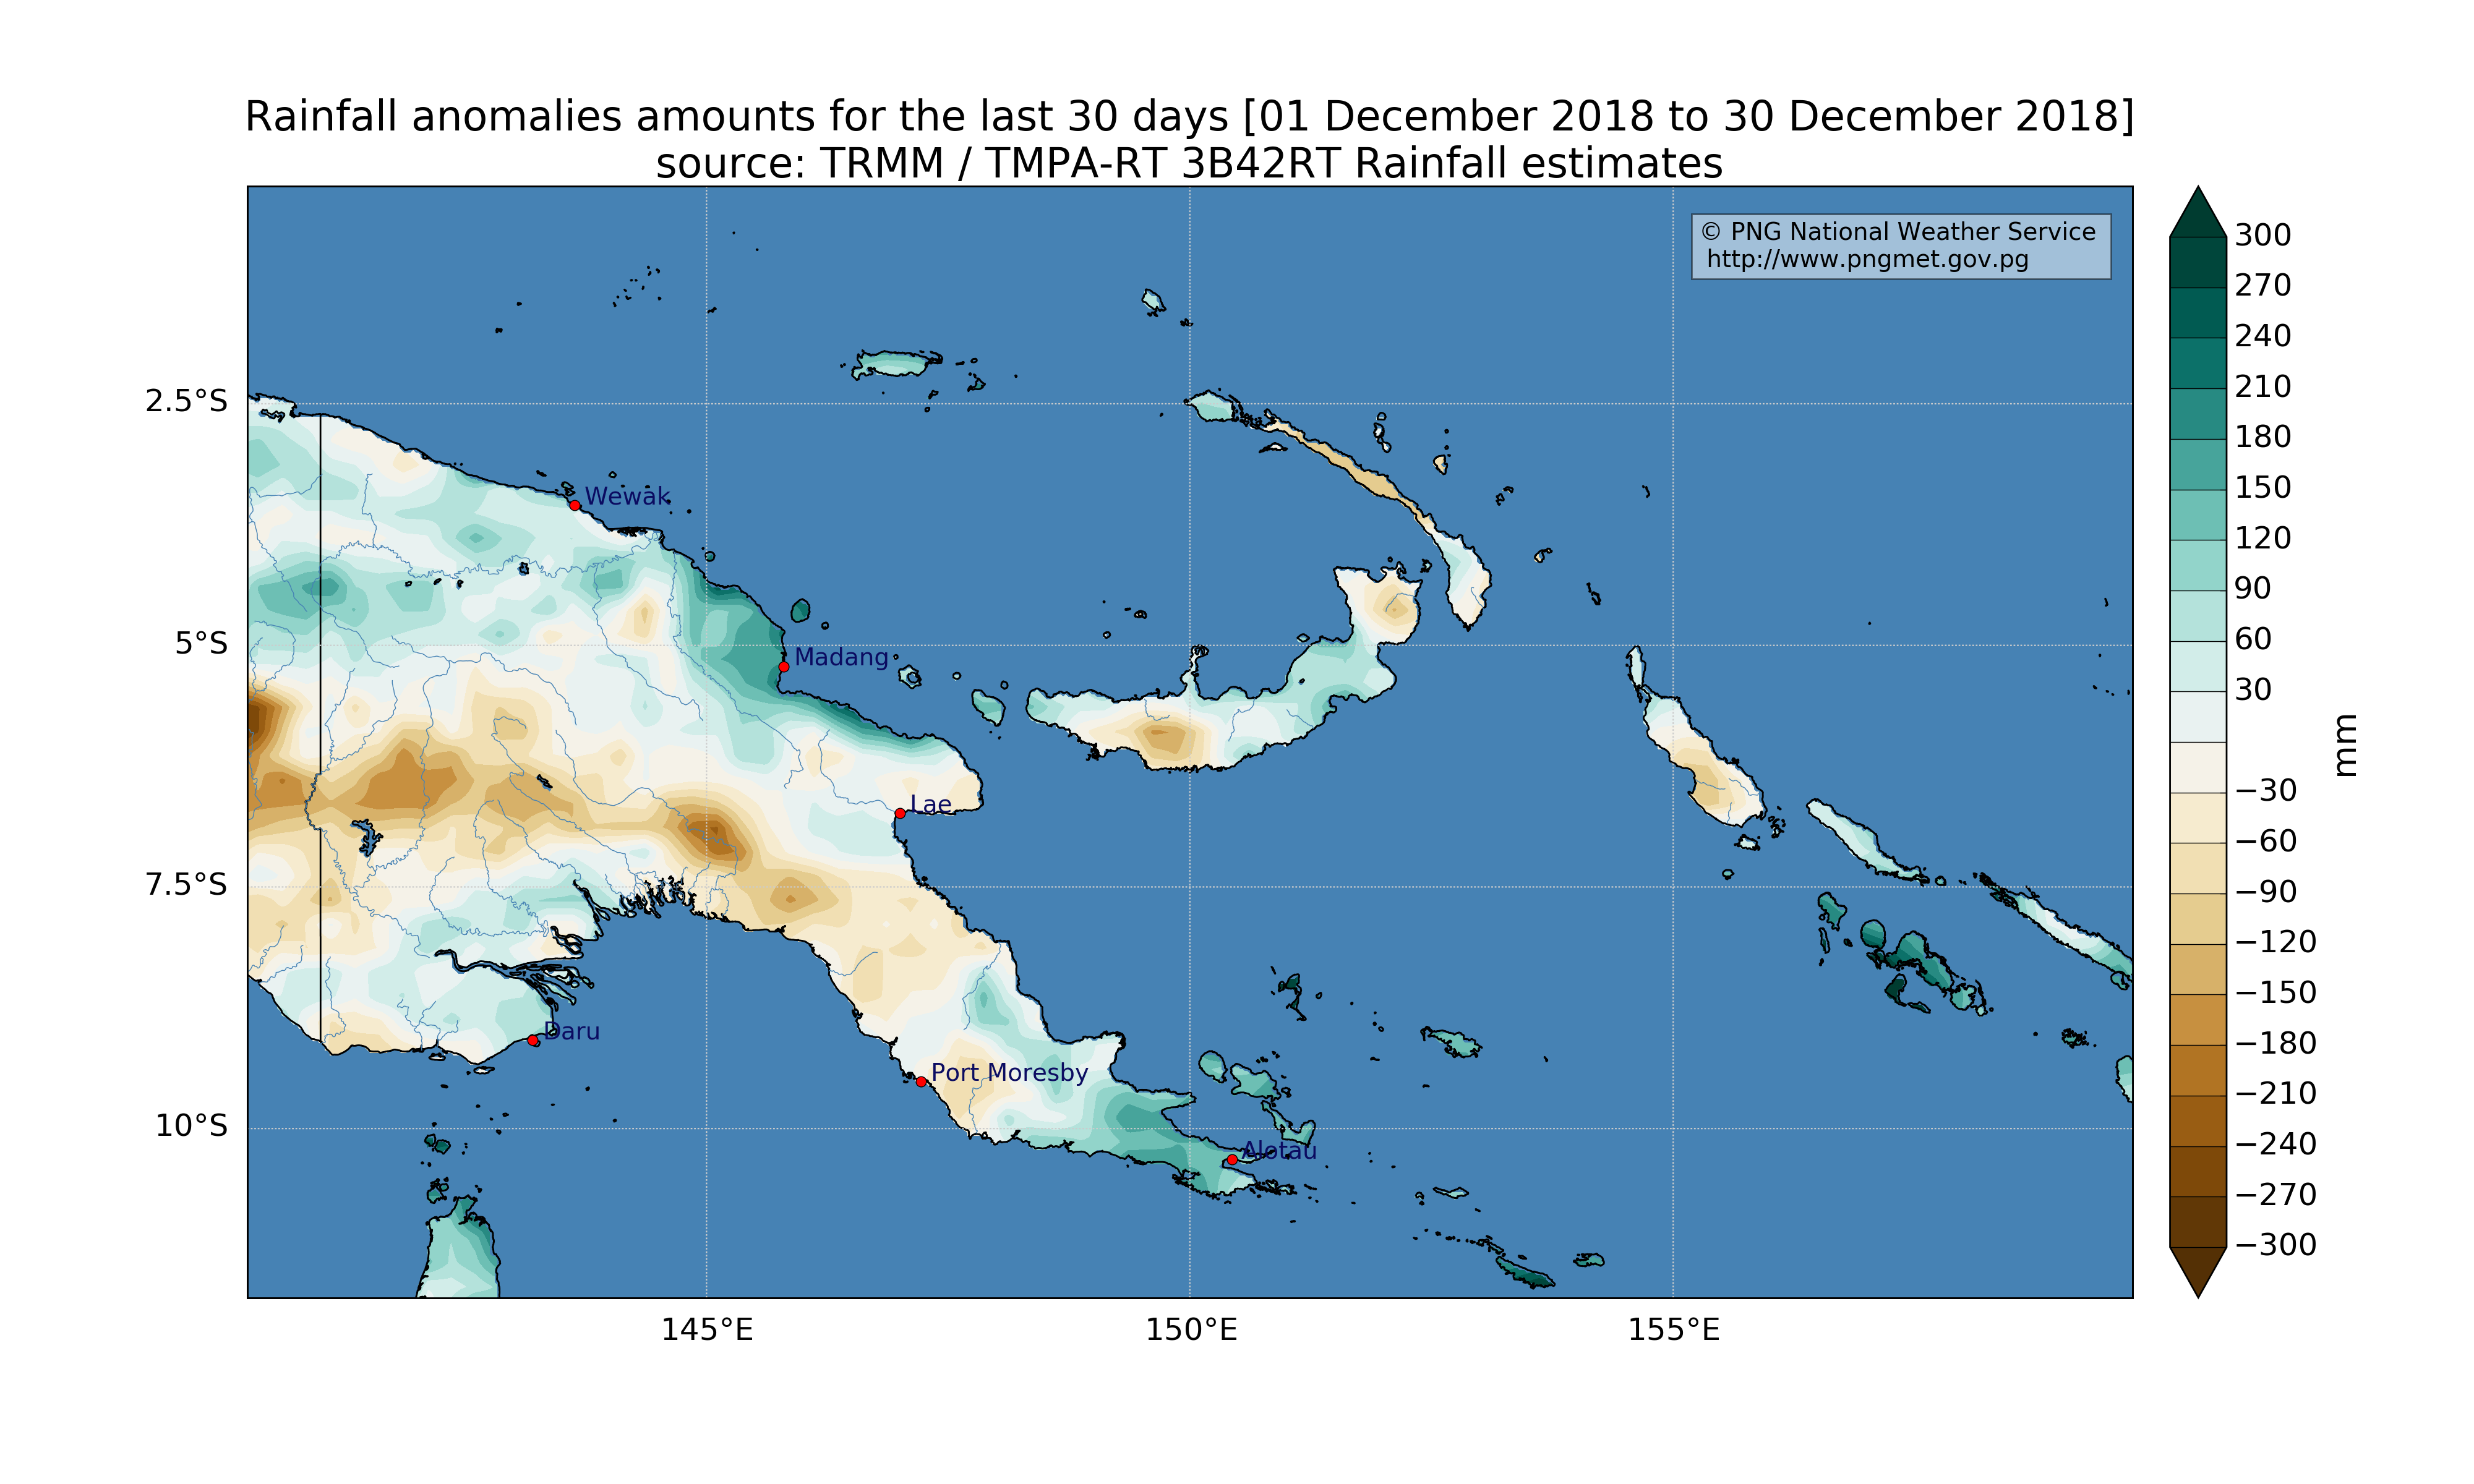 Rainfall anomalies amounts for the last 30 days [01 December 2018 to 30 December 2018]
source: TRMM / TMPA-RT 3B42RT Rainfall estimates
© PNG National Weather Service
http://www.pngmet.gov.pg
2.5°S
5°S
7.5°S
10°S
Wewak
Madang
Lae
Daru
Port Moresby
Alotau
145°E
150°E
155°E
300
270
240
210
180
150
120
90
60
30
−30
−60
−90
−120
−150
−180
−210
−240
−270
−300
mm